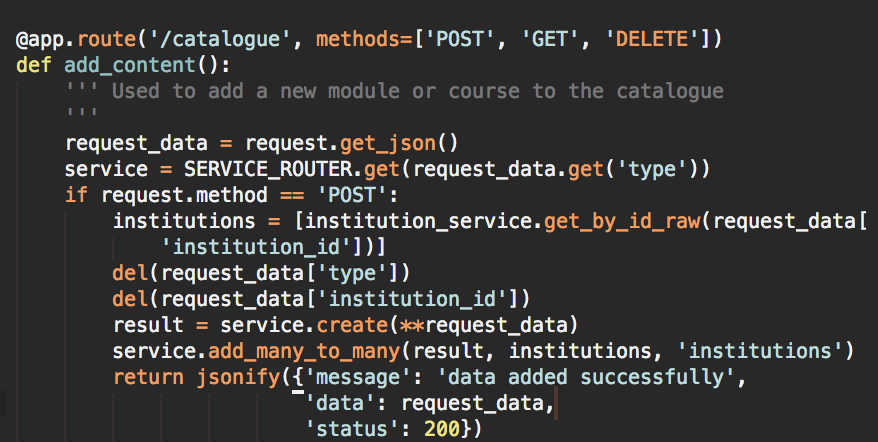 @app.route('/catalogue', methods=['POST', 'GET', 'DELETE'])
def add_content():
    ''' Used to add a new module or course to the catalogue
    '''
    request_data = request.get_json()
    service = SERVICE_ROUTER.get(request_data.get('type'))
    if request.method == 'POST':
        institutions = [institution_service.get_by_id_raw(request_data[
            'institution_id'])]
        del(request_data['type'])
        del(request_data['institution_id'])
        result = service.create(**request_data)
        service.add_many_to_many(result, institutions, 'institutions')
        return jsonify({'message': 'data added successfully',
                        'data': request_data,
                        'status': 200})